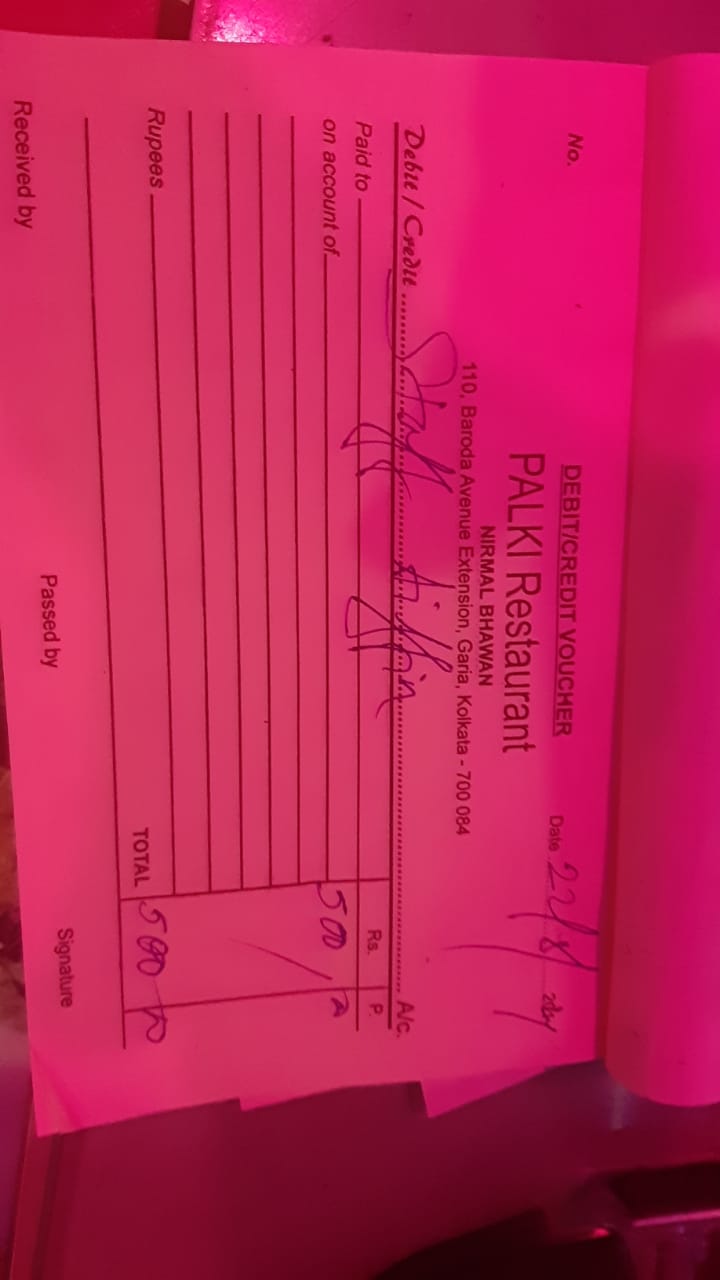 DEBIT/CREDIT VOUCHER
No. Date 22/8/
PALKI Restaurant
NIRMAL BHAWAN
110, Baroda Avenue Extension, Garia, Kolkata - 700 084
Debit / Credit Staff tiffin A/c.
Paid to Rs. P.
on account of 500
Rupees TOTAL 500
Received by Passed by Signature